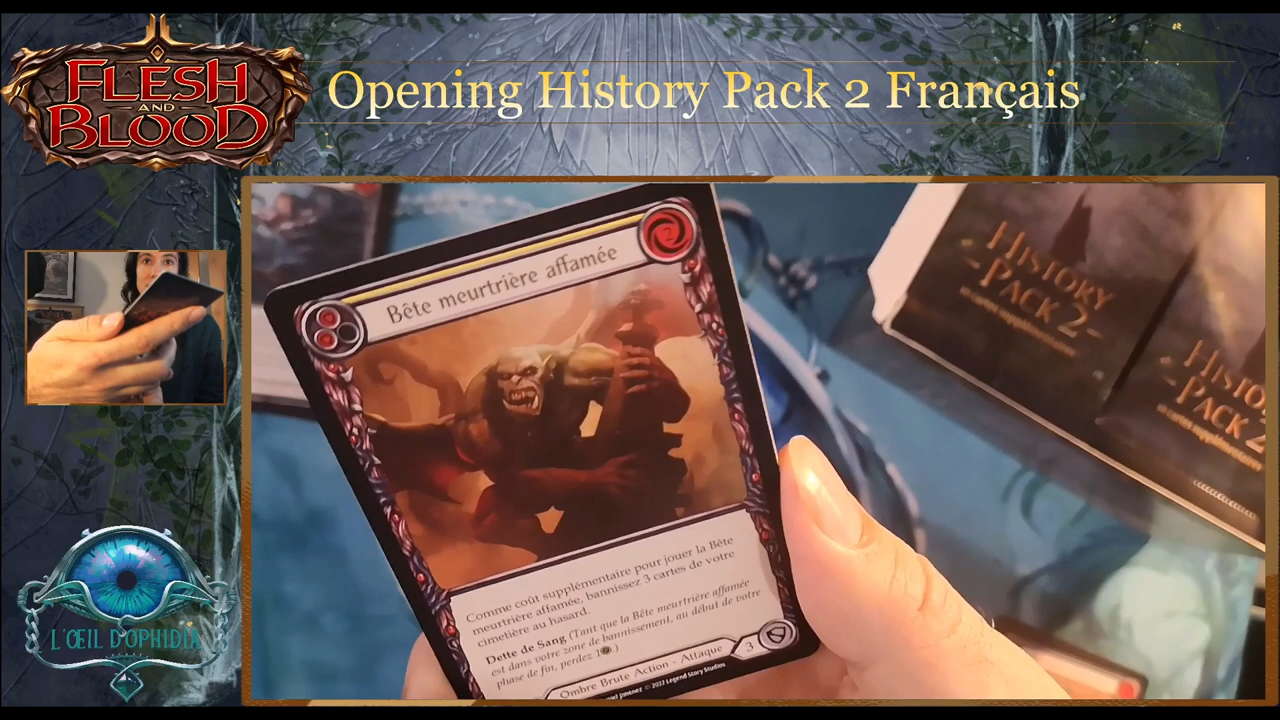 FLESH
AND
BLOOD
Opening History Pack 2 Français
Bête meurtrière affamée
2
HISTORY
PACK 2
HISTO
PACK 2
Comme coût supplémentaire pour jouer la Bête
meurtrière affamée, bannissez 3 cartes de votre
cimetière au hasard.
Dette de Sang (Tant que la Bête meurtrière affamée
est dans votre zone de bannissement, au début de votre
phase de fin, perdez 1 .)
Ombre Brute Action - Attaque
3
© 2022 Legend Story Studios
L'ŒIL D'OPHIDIA